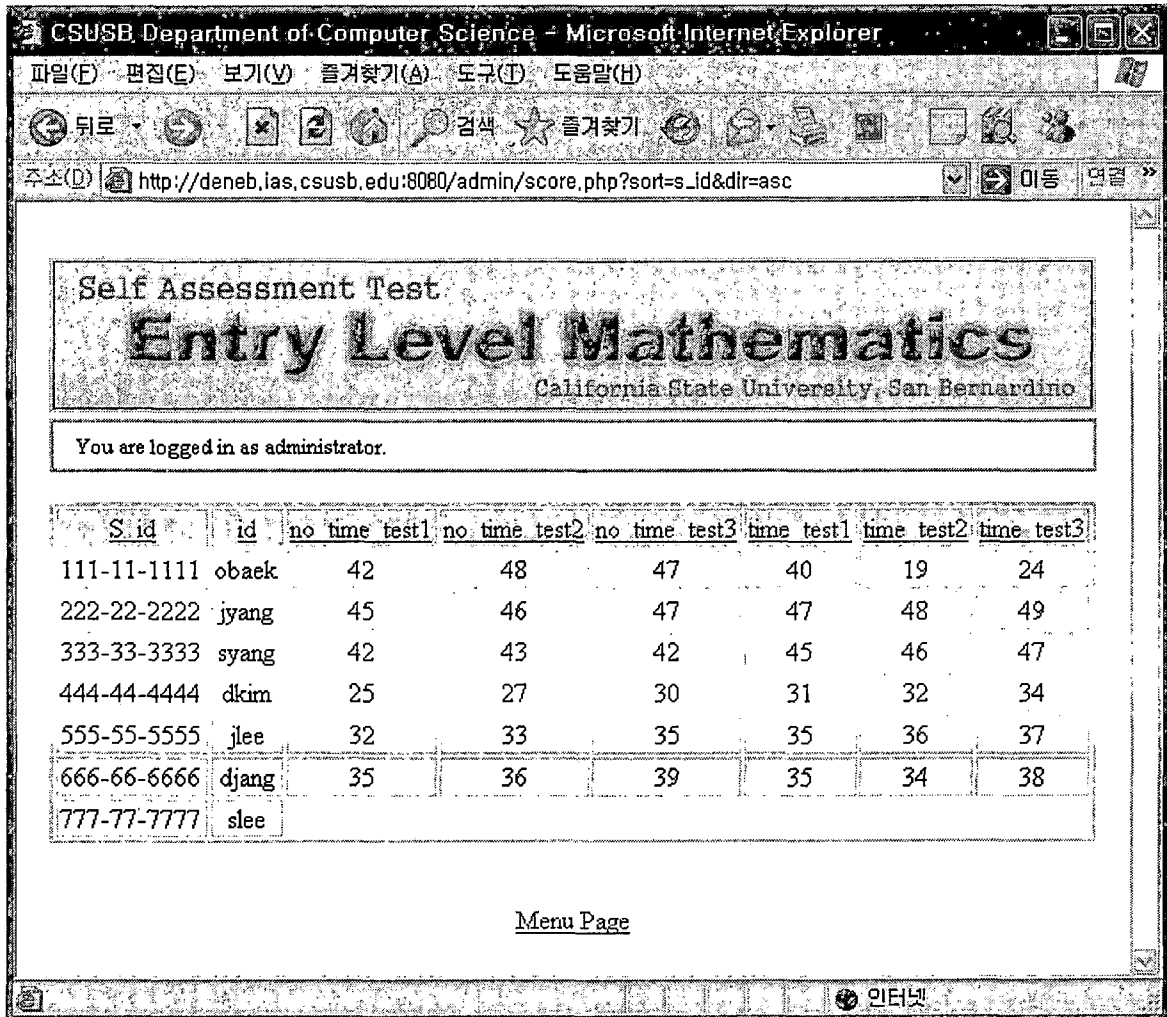 CSUSB Department of Computer Science - Microsoft Internet Explorer
파일(F) 편집(E) 보기(V) 즐겨찾기(A) 도구(T) 도움말(H)
뒤로 검색 즐겨찾기
주소(D) http://deneb.ias.csusb.edu:8080/admin/score.php?sort=s_id&dir=asc 이동 연결 »
Self Assessment Test
Entry Level Mathematics
California State University, San Bernardino
You are logged in as administrator.
S_id id no_time_test1 no_time_test2 no_time_test3 time_test1 time_test2 time_test3
111-11-1111 obaek 42 48 47 40 19 24
222-22-2222 jyang 45 46 47 47 48 49
333-33-3333 syang 42 43 42 45 46 47
444-44-4444 dkim 25 27 30 31 32 34
555-55-5555 jlee 32 33 35 35 36 37
666-66-6666 djang 35 36 39 35 34 38
777-77-7777 slee
Menu Page
인터넷